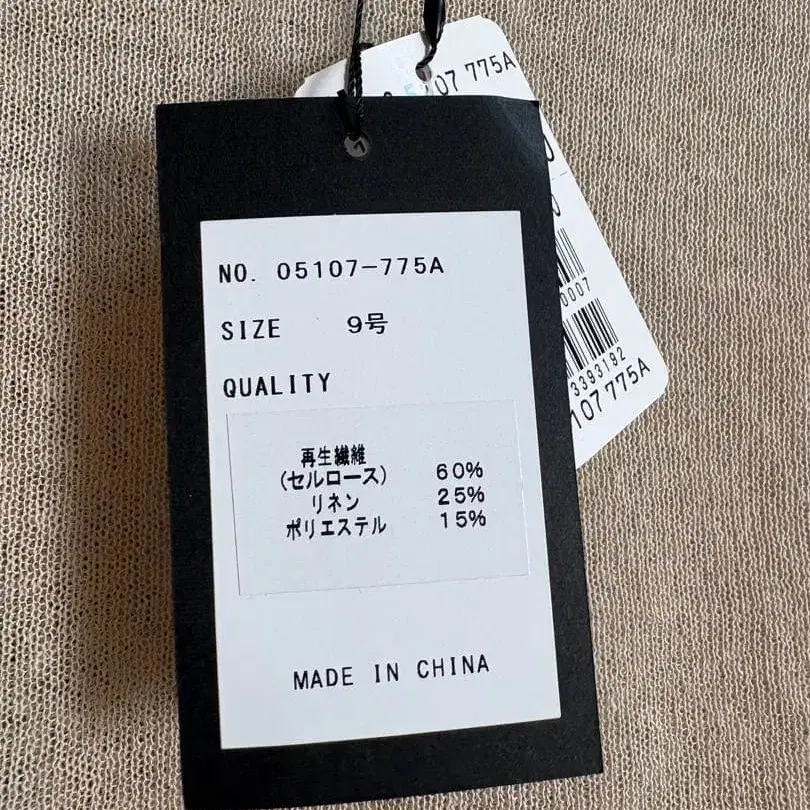 NO. 05107-775A
SIZE 9号
QUALITY
再生繊維
(セルロース) 60%
リネン 25%
ポリエステル 15%
MADE IN CHINA
07 775A
0007
3393192
107 775A